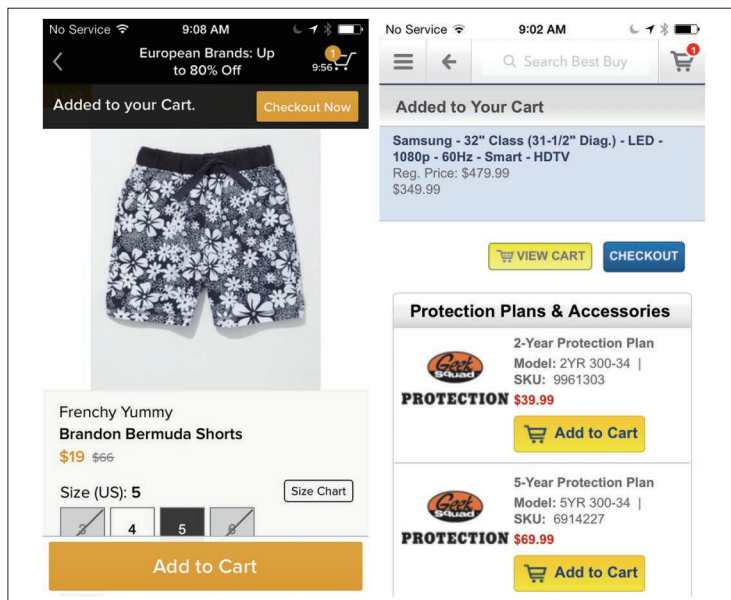 No Service 9:08 AM
European Brands: Up
to 80% Off
1
9:56
Added to your Cart.
Checkout Now
Frenchy Yummy
Brandon Bermuda Shorts
$19 $66
Size (US): 5
Size Chart
3 4 5 6
Add to Cart
No Service 9:02 AM
Search Best Buy
1
Added to Your Cart
Samsung - 32" Class (31-1/2" Diag.) - LED -
1080p - 60Hz - Smart - HDTV
Reg. Price: $479.99
$349.99
VIEW CART
CHECKOUT
Protection Plans & Accessories
Geek
Squad
PROTECTION
2-Year Protection Plan
Model: 2YR 300-34 |
SKU: 9961303
$39.99
Add to Cart
Geek
Squad
PROTECTION
5-Year Protection Plan
Model: 5YR 300-34 |
SKU: 6914227
$69.99
Add to Cart